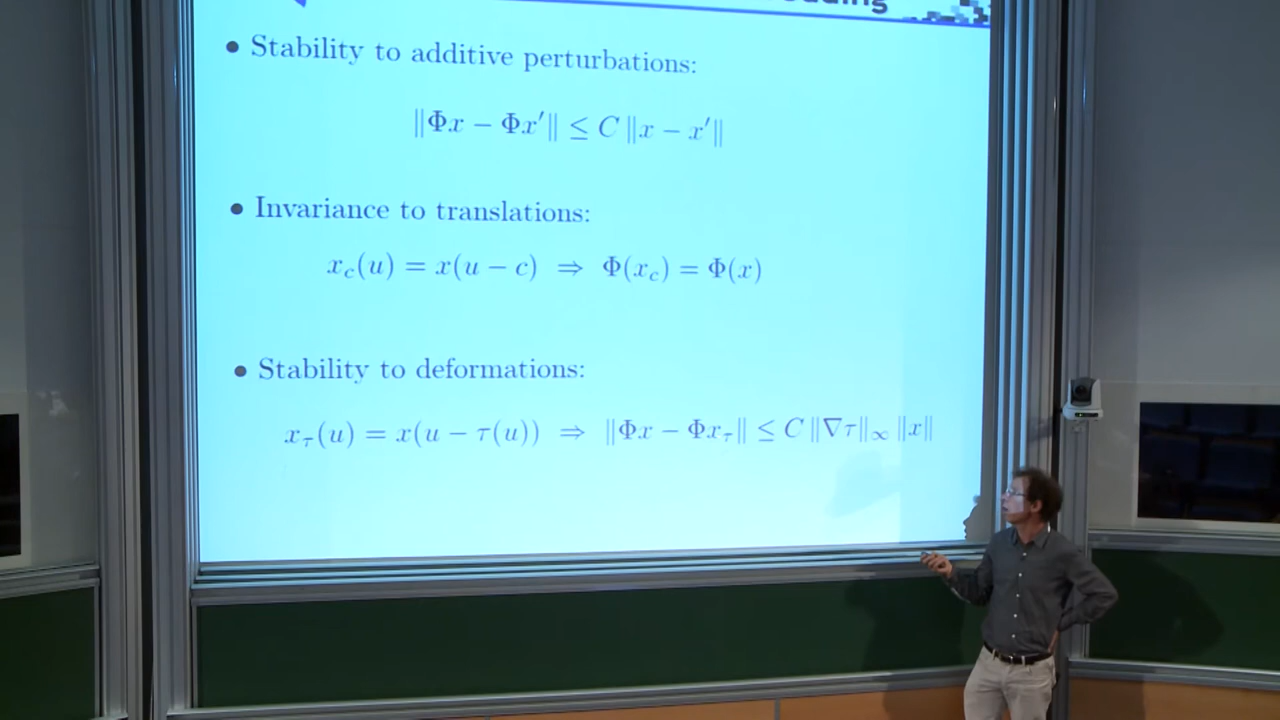 • Stability to additive perturbations:
‖Φx − Φx′‖ ≤ C ‖x − x′‖
• Invariance to translations:
x_c(u) = x(u − c) ⇒ Φ(x_c) = Φ(x)
• Stability to deformations:
x_τ(u) = x(u − τ(u)) ⇒ ‖Φx − Φx_τ‖ ≤ C ‖∇τ‖_∞ ‖x‖